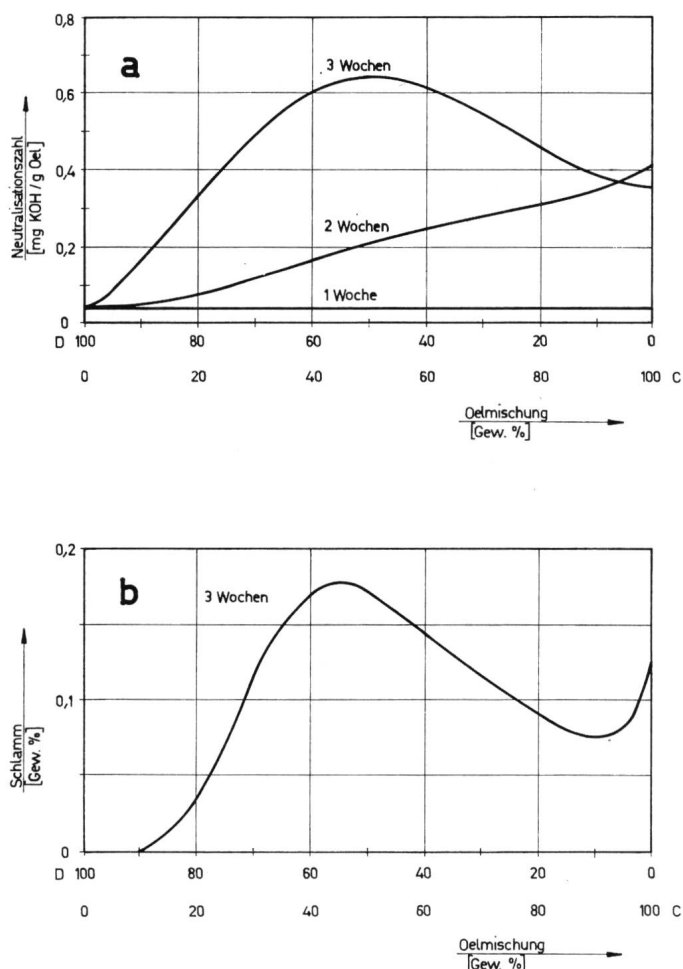 a
0,8
0,6
0,4
0,2
0
Neutralisationszahl
[mg KOH / g Oel]
3 Wochen
2 Wochen
1 Woche
D 100 80 60 40 20 0
0 20 40 60 80 100 C
Oelmischung
[Gew. %]
b
0,2
0,1
0
Schlamm
[Gew. %]
3 Wochen
D 100 80 60 40 20 0
0 20 40 60 80 100 C
Oelmischung
[Gew. %]